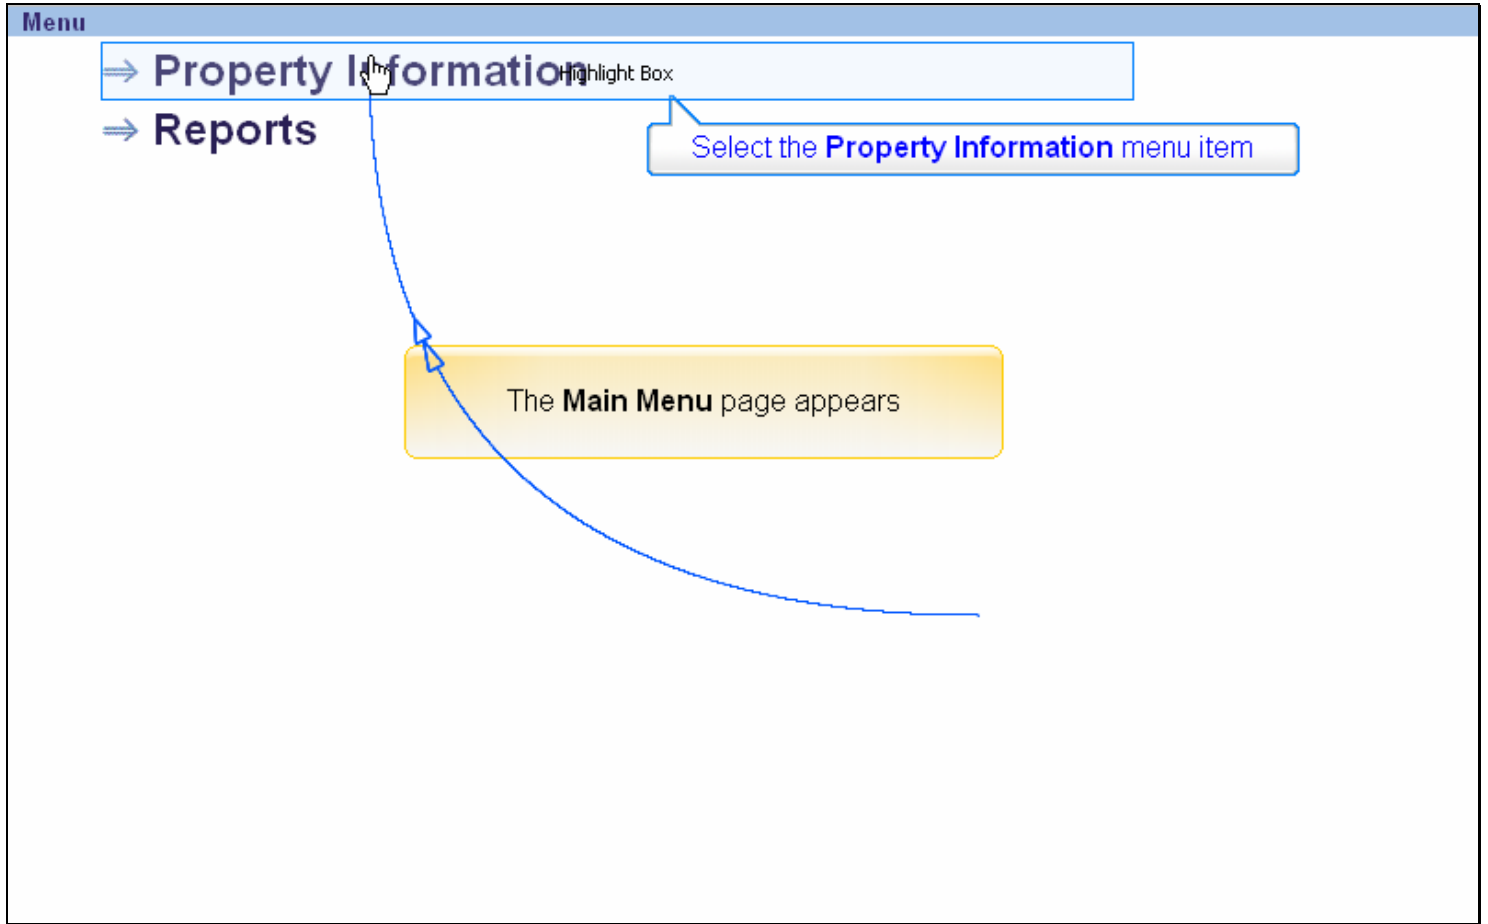 Menu
Property Information
Highlight Box
Reports
Select the Property Information menu item
The Main Menu page appears